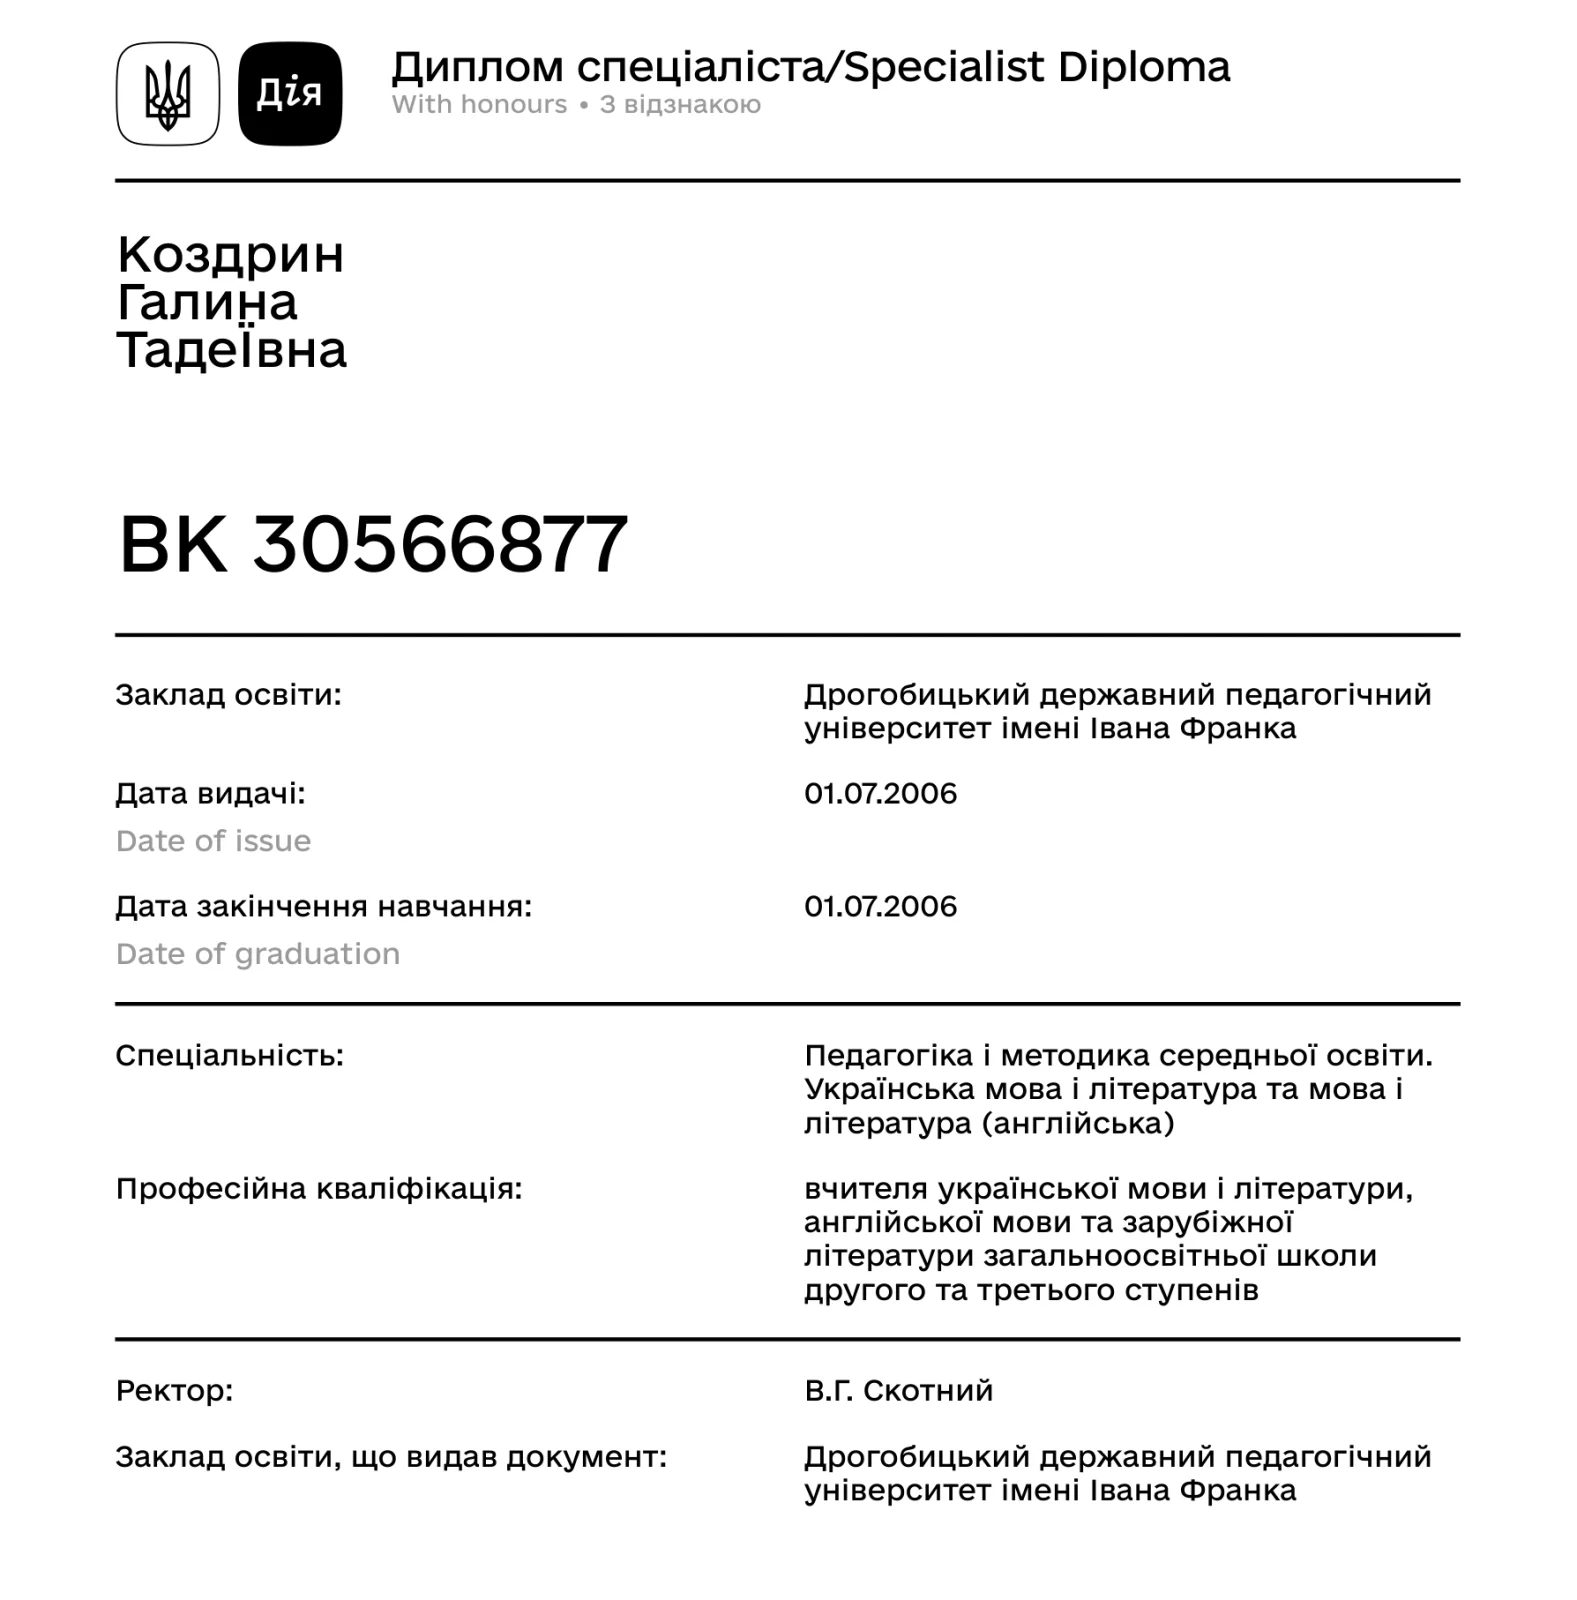 Дія
Диплом спеціаліста/Specialist Diploma
With honours • З відзнакою
Коздрин
Галина
ТадеЇвна
ВК 30566877
Заклад освіти:
Дрогобицький державний педагогічний
університет імені Івана Франка
Дата видачі:
01.07.2006
Date of issue
Дата закінчення навчання:
01.07.2006
Date of graduation
Спеціальність:
Педагогіка і методика середньої освіти.
Українська мова і література та мова і
література (англійська)
Професійна кваліфікація:
вчителя української мови і літератури,
англійської мови та зарубіжної
літератури загальноосвітньої школи
другого та третього ступенів
Ректор:
В.Г. Скотний
Заклад освіти, що видав документ:
Дрогобицький державний педагогічний
університет імені Івана Франка